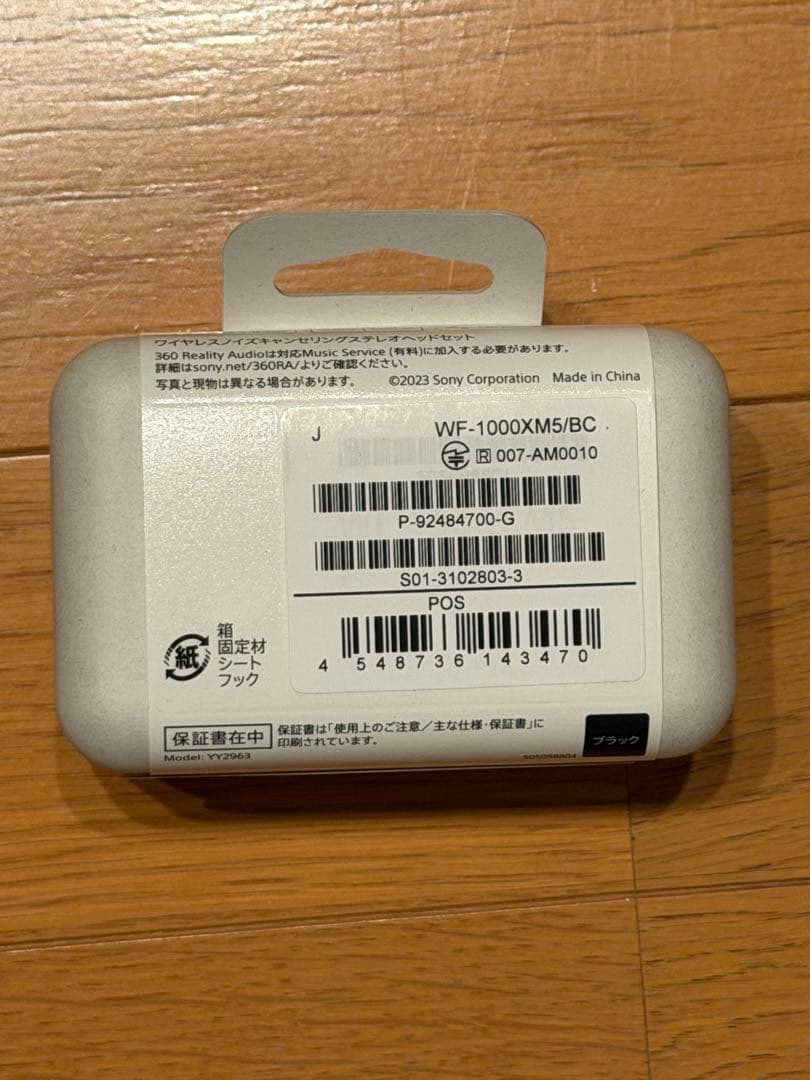 ワイヤレスノイズキャンセリングステレオヘッドセット
360 Reality Audioは対応Music Service (有料)に加入する必要があります。
詳細はsony.net/360RA/よりご確認ください。
写真と現物は異なる場合があります。 ©2023 Sony Corporation Made in China
J WF-1000XM5/BC
R 007-AM0010
P-92484700-G
S01-3102803-3
POS
4 548736 143470
紙
箱
固定材
シート
フック
保証書在中
保証書は「使用上のご注意/主な仕様・保証書」に
印刷されています。
ブラック
Model: YY2963